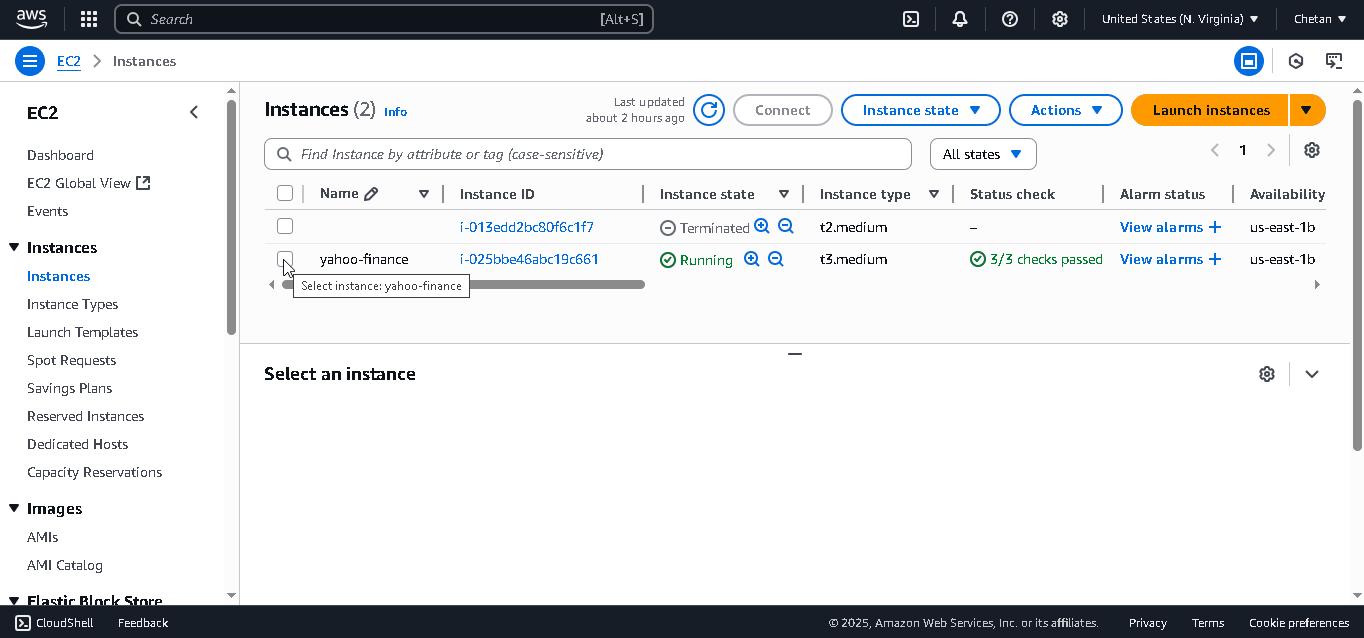 aws
Search [Alt+S]
United States (N. Virginia)
Chetan
EC2
Instances
EC2
Dashboard
EC2 Global View
Events
Instances
Instances
Instance Types
Launch Templates
Spot Requests
Savings Plans
Reserved Instances
Dedicated Hosts
Capacity Reservations
Images
AMIs
AMI Catalog
Elastic Block Store
Instances (2) Info
Last updated
about 2 hours ago
Connect
Instance state
Actions
Launch instances
Find Instance by attribute or tag (case-sensitive)
All states
1
Name Instance ID Instance state Instance type Status check Alarm status Availability
i-013edd2bc80f6c1f7 Terminated t2.medium – View alarms + us-east-1b
yahoo-finance i-025bbe46abc19c661 Running t3.medium 3/3 checks passed View alarms + us-east-1b
Select instance: yahoo-finance
Select an instance
CloudShell Feedback © 2025, Amazon Web Services, Inc. or its affiliates. Privacy Terms Cookie preferences